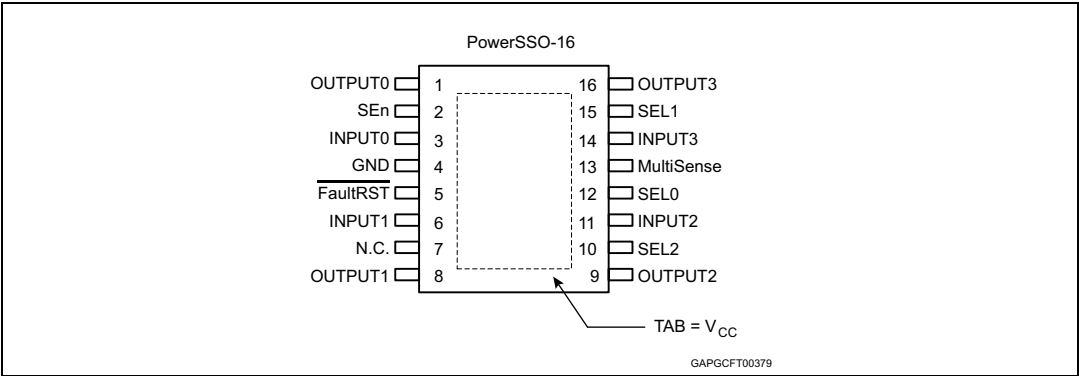 PowerSSO-16
OUTPUT0 1 16 OUTPUT3
SEn 2 15 SEL1
INPUT0 3 14 INPUT3
GND 4 13 MultiSense
FaultRST 5 12 SEL0
INPUT1 6 11 INPUT2
N.C. 7 10 SEL2
OUTPUT1 8 9 OUTPUT2
TAB = VCC
GAPGCFT00379